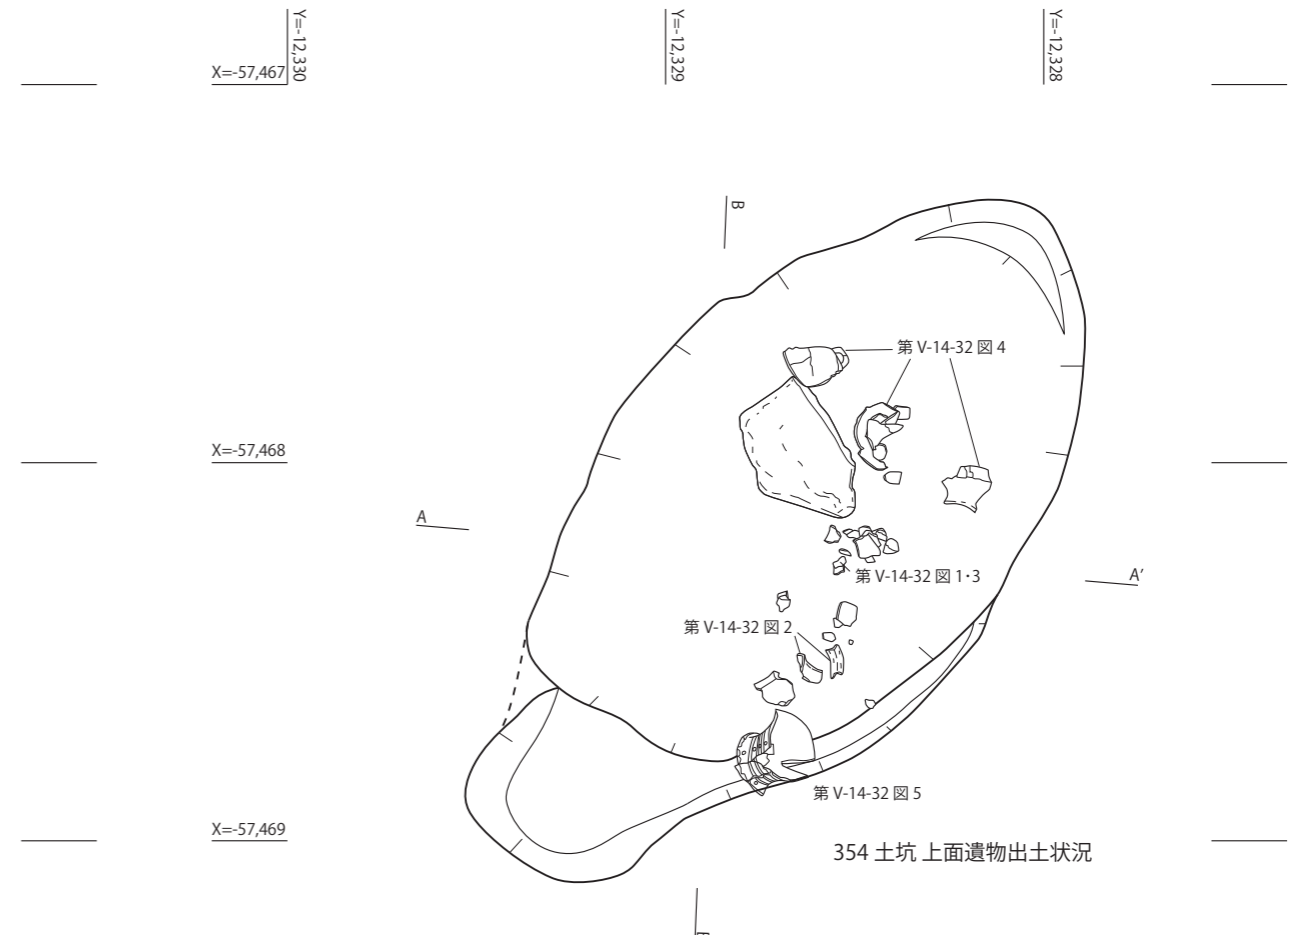 Y=-12,330
Y=-12,329
Y=-12,328
X=-57,467
B
第 V-14-32 図 4
X=-57,468
A
第 V-14-32 図 1・3
A’
第 V-14-32 図 2
第 V-14-32 図 5
X=-57,469
354 土坑 上面遺物出土状況